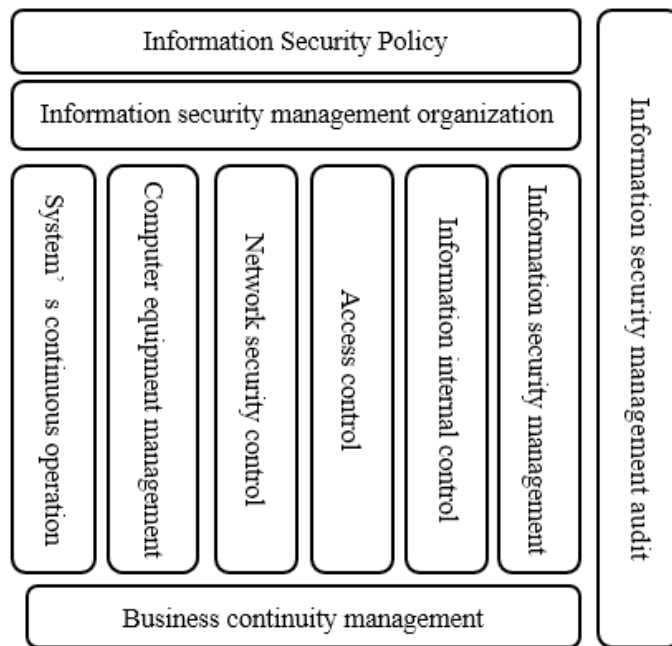 Information Security Policy
Information security management organization
System's continuous operation
Computer equipment management
Network security control
Access control
Information internal control
Information security management
Business continuity management
Information security management audit